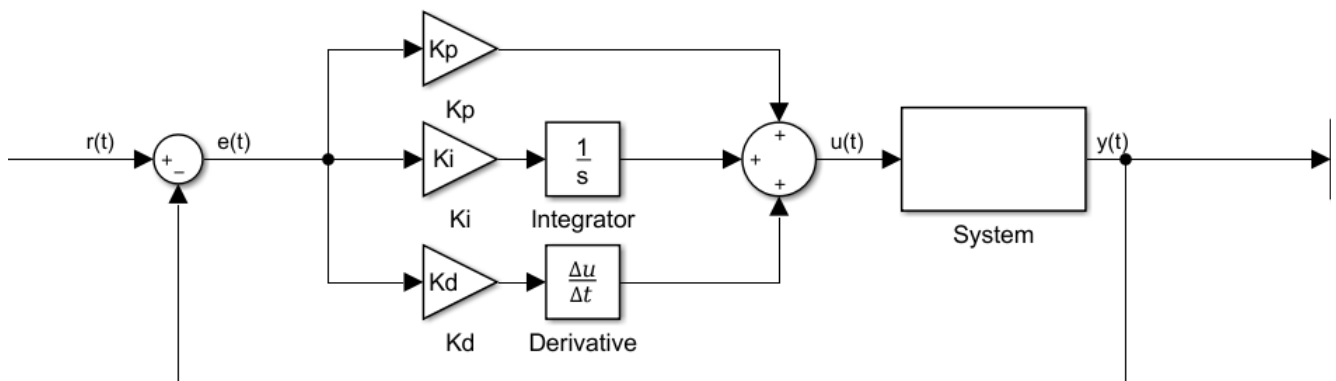 Kp
Kp
r(t)
+
−
e(t)
Ki
1
s
Ki
Integrator
+
+
+
u(t)
System
y(t)
Kd
Δu
Δt
Kd
Derivative